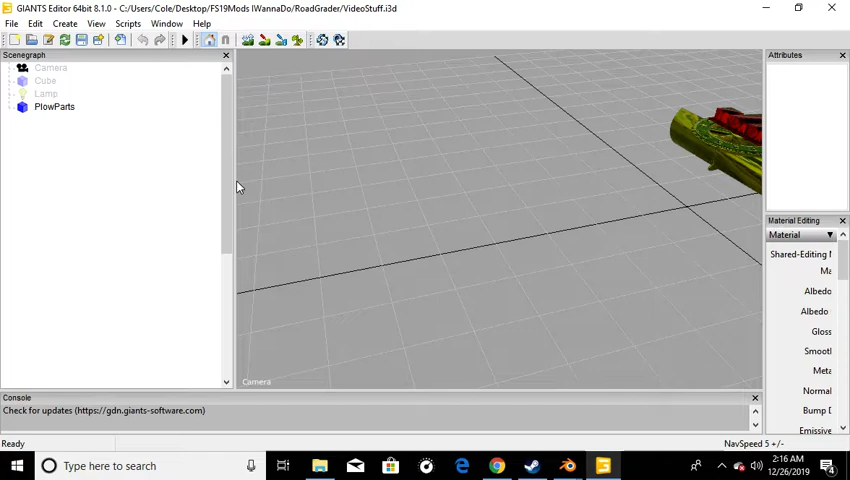 GIANTS Editor 64bit 8.1.0 - C:/Users/Cole/Desktop/FS19Mods IWannaDo/RoadGrader/VideoStuff.i3d
File Edit Create View Scripts Window Help
Scenegraph
Camera
Cube
Lamp
PlowParts
Camera
Attributes
Material Editing
Material
Shared-Editing
Ma
Albedo
Albedo
Gloss
Smooth
Meta
Normal
Bump D
Emissive
Console
Check for updates (https://gdn.giants-software.com)
Ready
NavSpeed 5 +/-
Type here to search
2:16 AM
12/26/2019
4